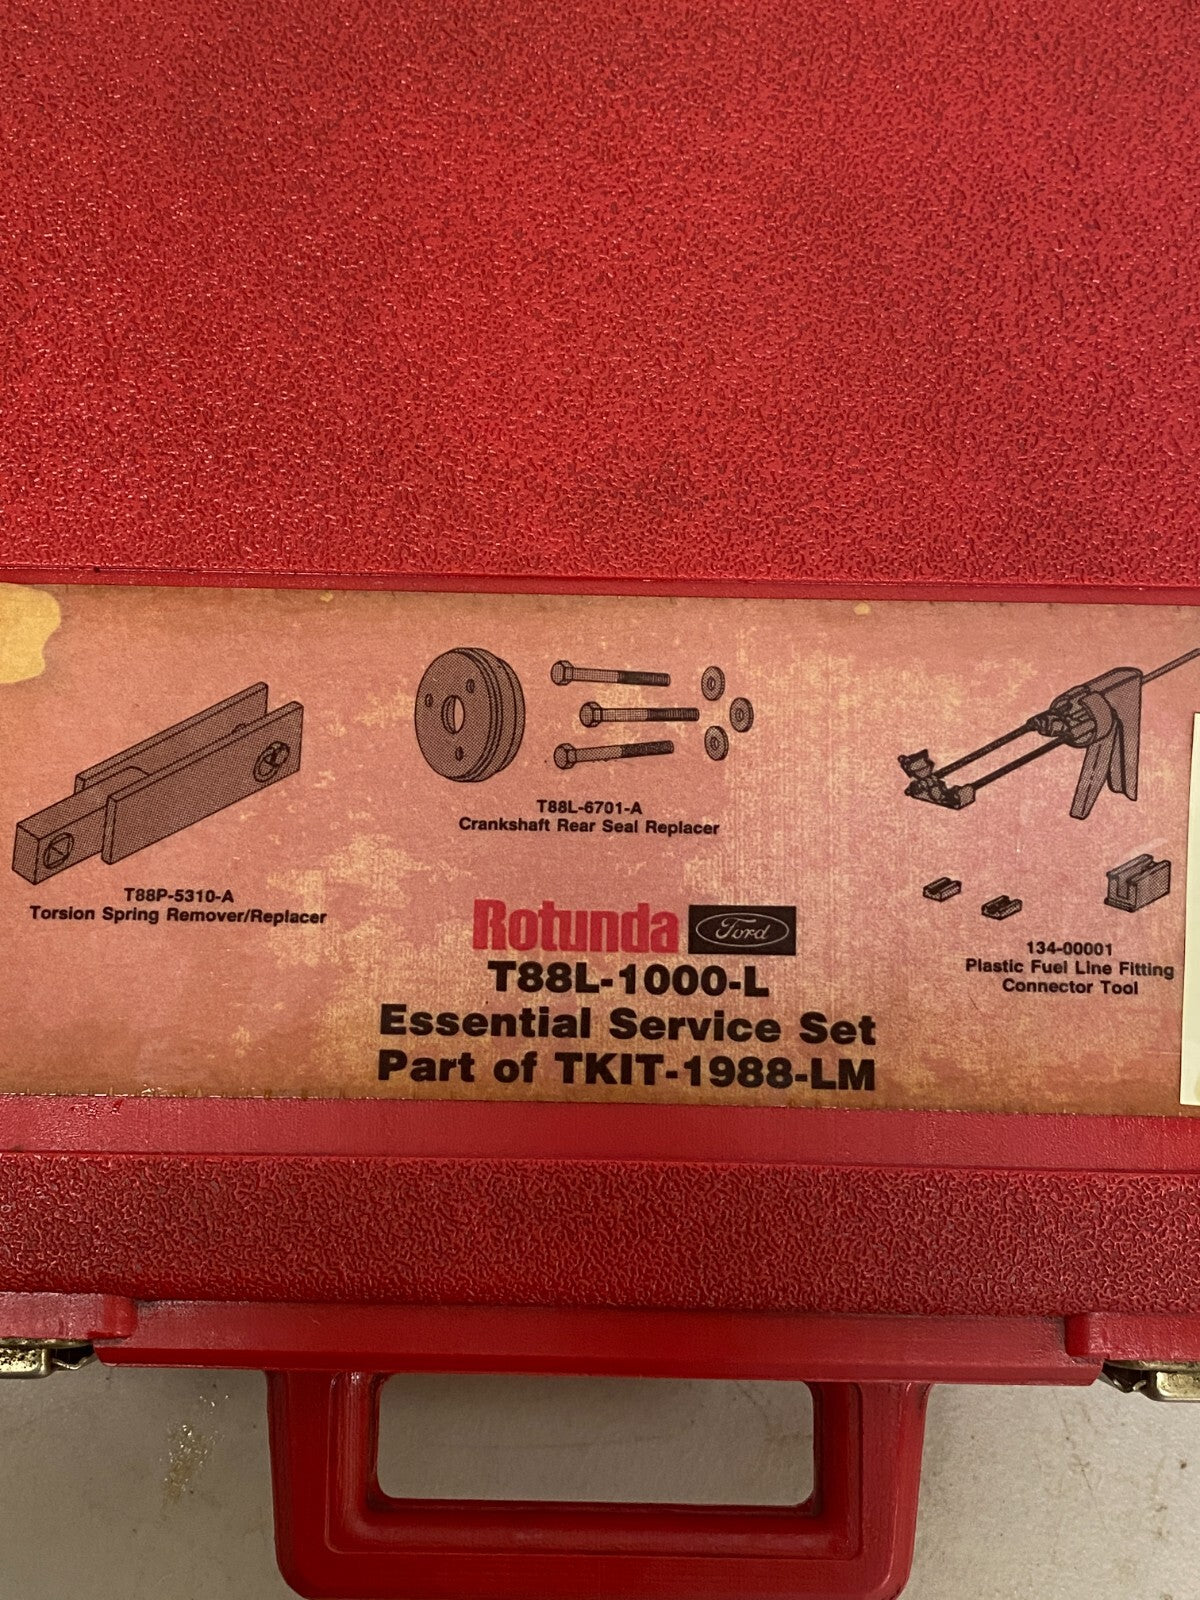 T88P-5310-A
Torsion Spring Remover/Replacer
T88L-6701-A
Crankshaft Rear Seal Replacer
134-00001
Plastic Fuel Line Fitting
Connector Tool
Rotunda Ford
T88L-1000-L
Essential Service Set
Part of TKIT-1988-LM